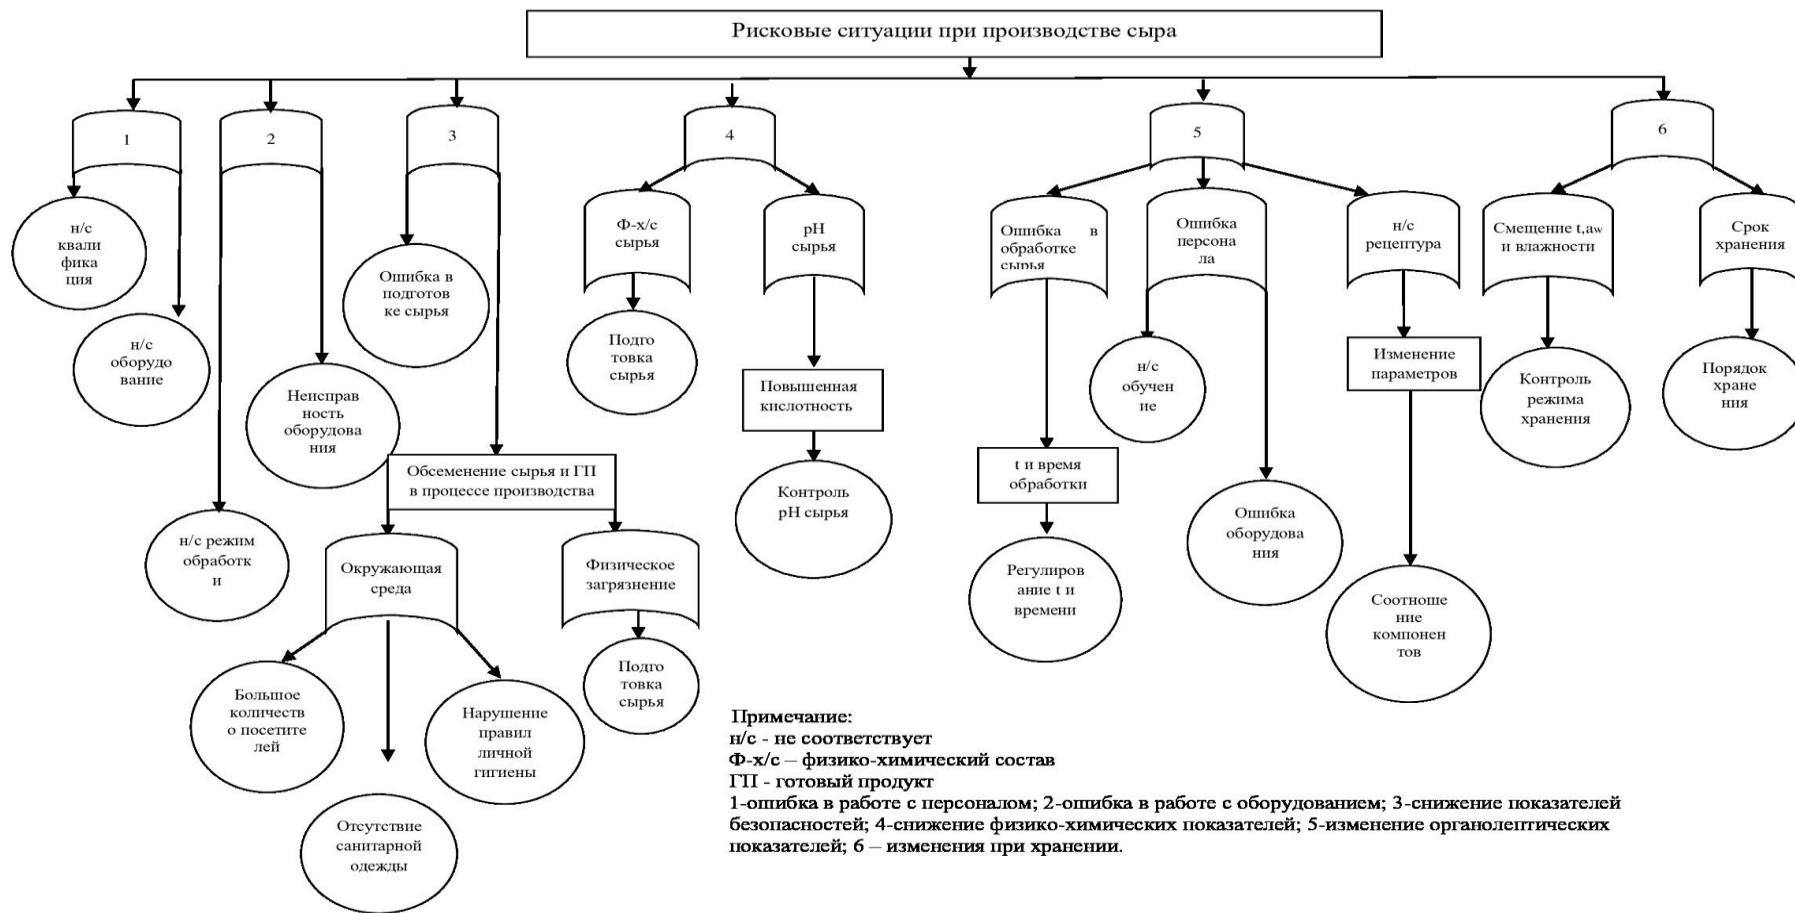 Рисковые ситуации при производстве сыра
1
2
3
4
5
6
н/с
квали
фика
ция
н/с
оборудо
вание
н/с режим
обработк
и
Неисправ
ность
оборудова
ния
Ошибка в
подготов
ке сырья
Обсеменение сырья и ГП
в процессе производства
Окружающая
среда
Физическое
загрязнение
Большое
количеств
о посетите
лей
Отсутствие
санитарной
одежды
Нарушение
правил
личной
гигиены
Подго
товка
сырья
Ф-х/с
сырья
Подго
товка
сырья
pH
сырья
Повышенная
кислотность
Контроль
pH сырья
Ошибка в
обработке
сырья
t и время
обработки
Регулиров
ание t и
времени
Ошибка
персона
ла
н/с
обучен
ие
Ошибка
оборудова
ния
н/с
рецептура
Изменение
параметров
Соотноше
ние
компонен
тов
Смещение t,aw
и влажности
Контроль
режима
хранения
Срок
хранения
Порядок
хране
ния
Примечание:
н/с - не соответствует
Ф-х/с – физико-химический состав
ГП - готовый продукт
1-ошибка в работе с персоналом; 2-ошибка в работе с оборудованием; 3-снижение показателей
безопасностей; 4-снижение физико-химических показателей; 5-изменение органолептических
показателей; 6 – изменения при хранении.